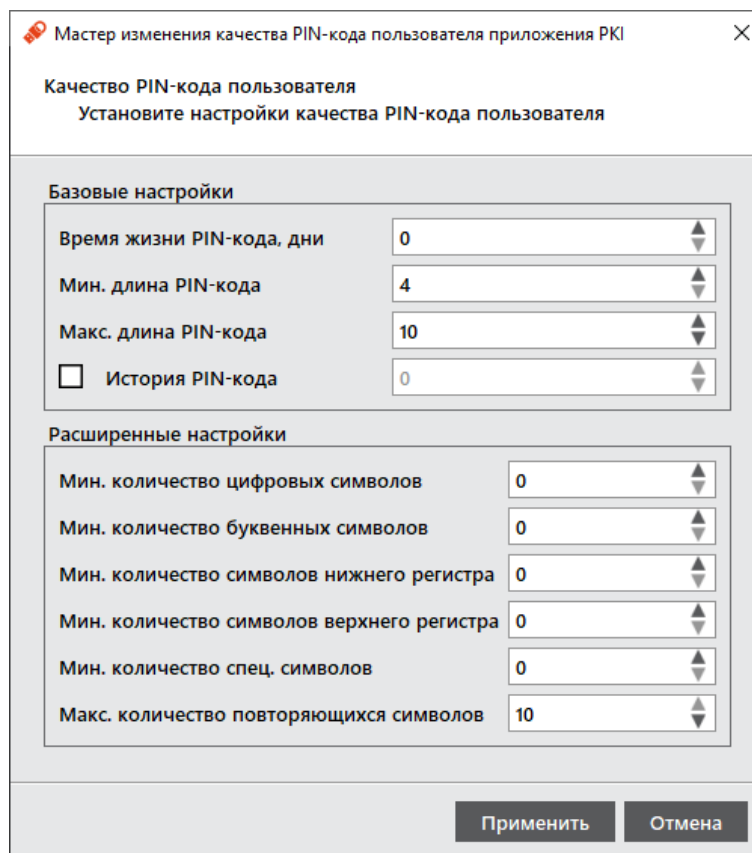 Мастер изменения качества PIN-кода пользователя приложения PKI
Качество PIN-кода пользователя
Установите настройки качества PIN-кода пользователя
Базовые настройки
Время жизни PIN-кода, дни 0
Мин. длина PIN-кода 4
Макс. длина PIN-кода 10
История PIN-кода 0
Расширенные настройки
Мин. количество цифровых символов 0
Мин. количество буквенных символов 0
Мин. количество символов нижнего регистра 0
Мин. количество символов верхнего регистра 0
Мин. количество спец. символов 0
Макс. количество повторяющихся символов 10
Применить Отмена